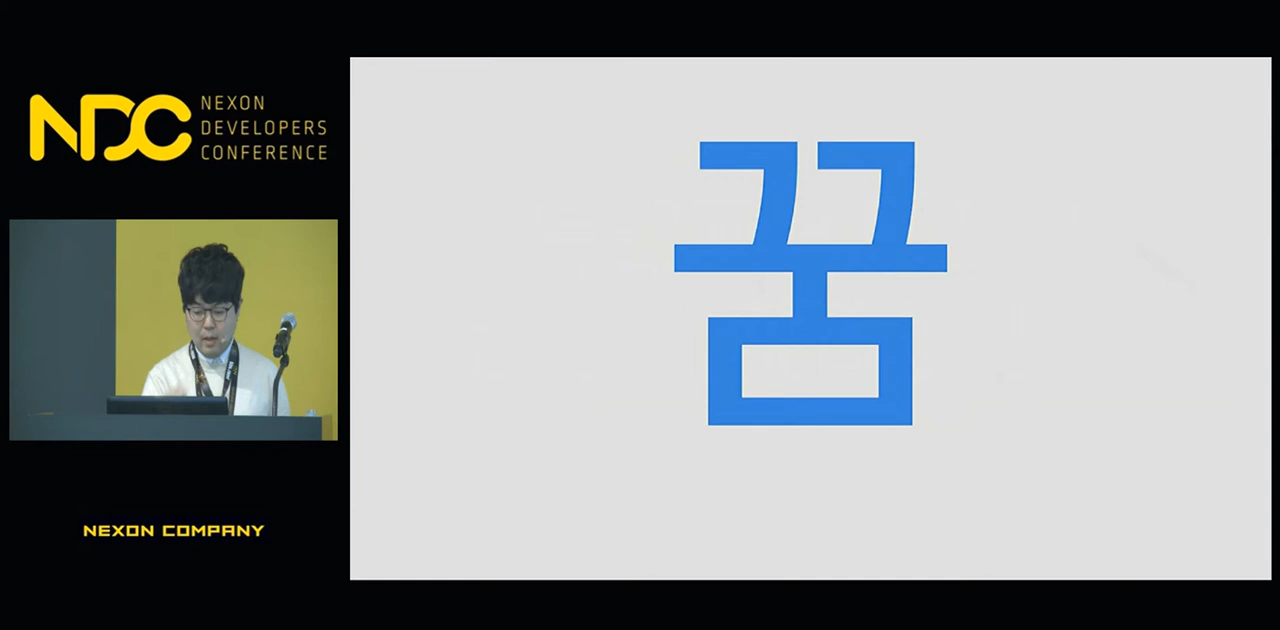 NDC
NEXON
DEVELOPERS
CONFERENCE
꿈
NEXON COMPANY